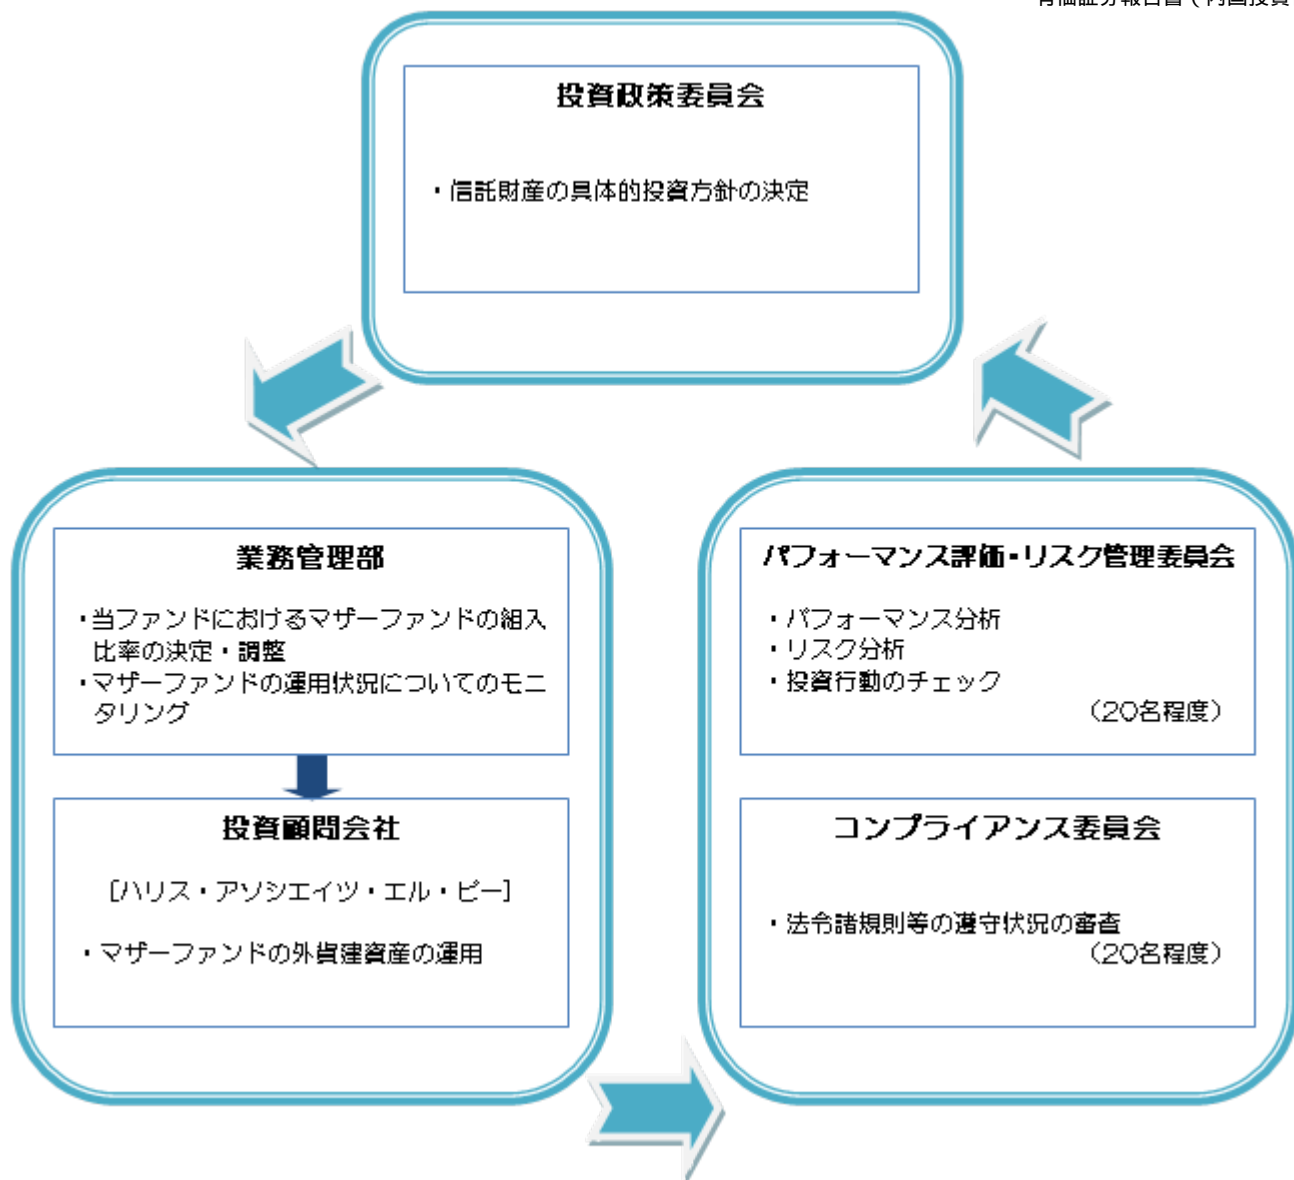 投資政策委員会
・信託財産の具体的投資方針の決定
業務管理部
・当ファンドにおけるマザーファンドの組入
比率の決定・調整
・マザーファンドの運用状況についてのモニ
タリング
投資顧問会社
[ハリス・アソシエイツ・エル・ピー]
・マザーファンドの外貨建資産の運用
パフォーマンス評価・リスク管理委員会
・パフォーマンス分析
・リスク分析
・投資行動のチェック
（20名程度）
コンプライアンス委員会
・法令諸規則等の遵守状況の審査
（20名程度）